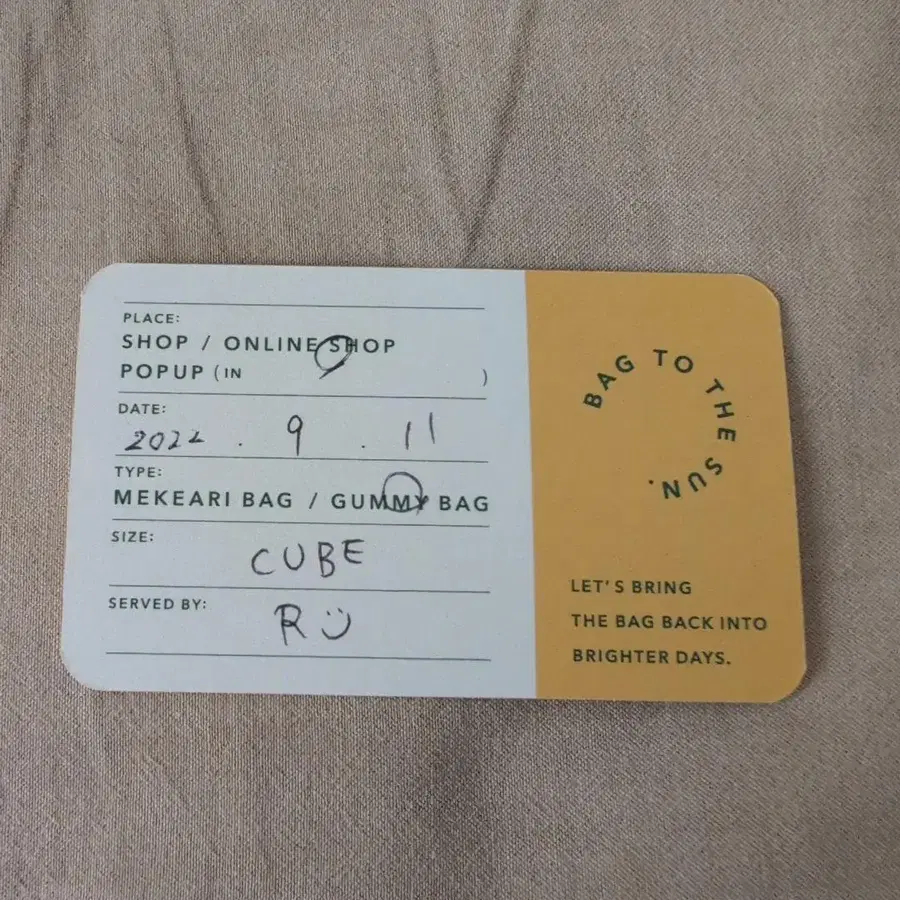 PLACE:
SHOP / ONLINE SHOP
POPUP (IN )
DATE:
2022 . 9 . 11
TYPE:
MEKEARI BAG / GUMMY BAG
SIZE:
CUBE
SERVED BY:
R
BAG TO THE SUN.
LET'S BRING
THE BAG BACK INTO
BRIGHTER DAYS.